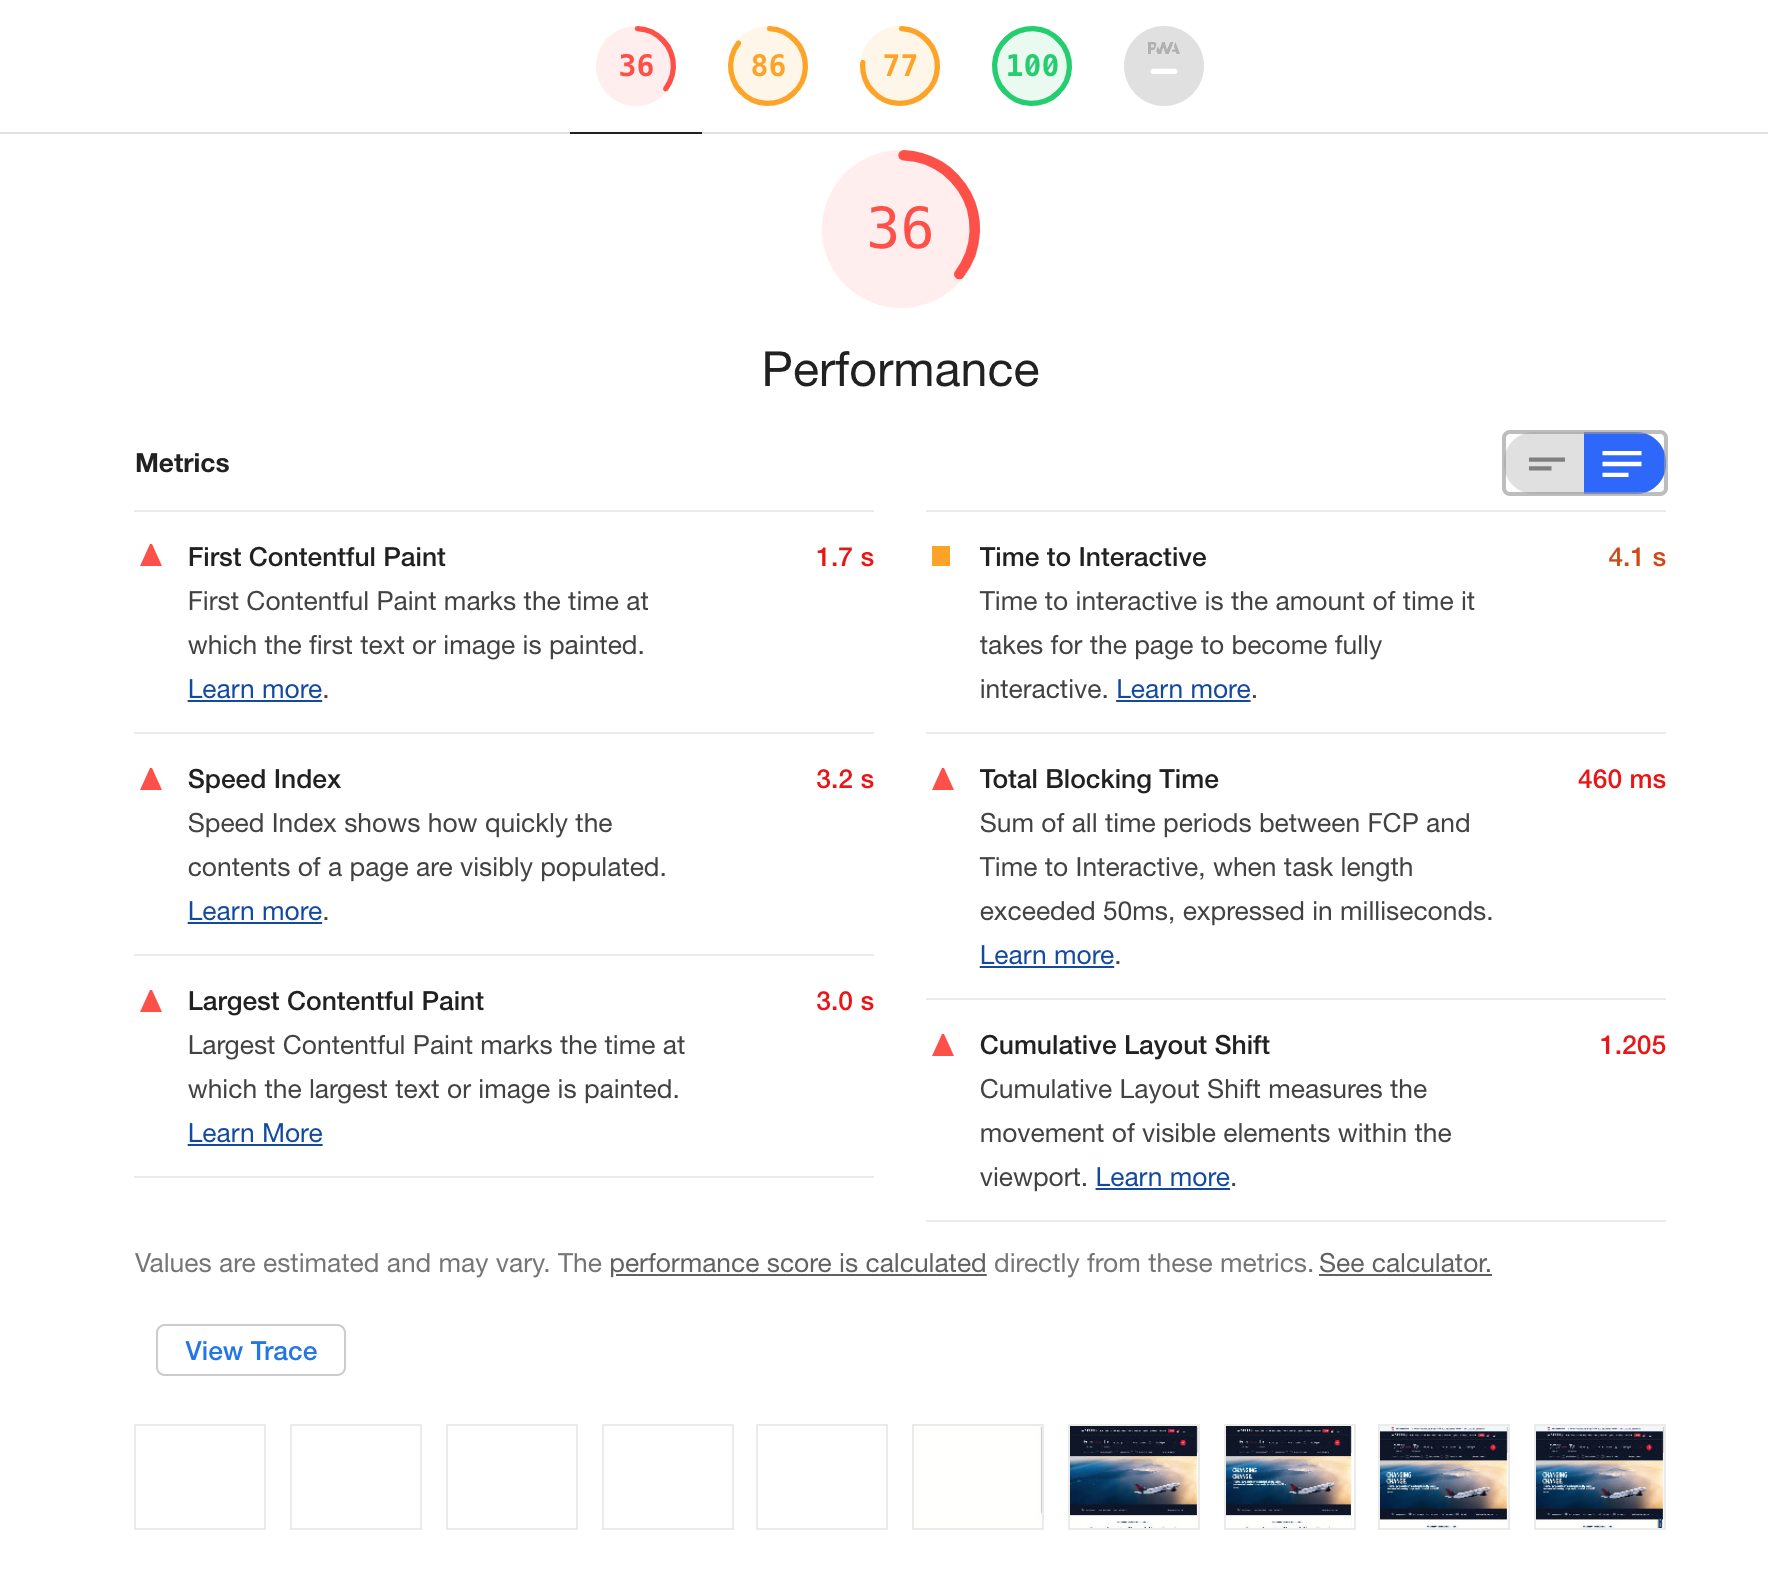 36
86
77
100
PWA
36
Performance
Metrics
First Contentful Paint
1.7 s
First Contentful Paint marks the time at
which the first text or image is painted.
Learn more.
Time to Interactive
4.1 s
Time to interactive is the amount of time it
takes for the page to become fully
interactive. Learn more.
Speed Index
3.2 s
Speed Index shows how quickly the
contents of a page are visibly populated.
Learn more.
Total Blocking Time
460 ms
Sum of all time periods between FCP and
Time to Interactive, when task length
exceeded 50ms, expressed in milliseconds.
Learn more.
Largest Contentful Paint
3.0 s
Largest Contentful Paint marks the time at
which the largest text or image is painted.
Learn More
Cumulative Layout Shift
1.205
Cumulative Layout Shift measures the
movement of visible elements within the
viewport. Learn more.
Values are estimated and may vary. The performance score is calculated directly from these metrics. See calculator.
View Trace
CHANGING
CHANGE.
CHANGING
CHANGE.
CHANGING
CHANGE.